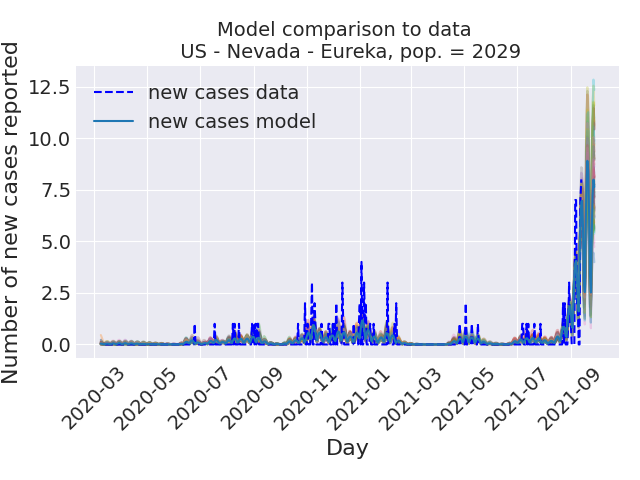 Model comparison to data
US - Nevada - Eureka, pop. = 2029
Number of new cases reported
12.5
10.0
7.5
5.0
2.5
0.0
new cases data
new cases model
2020-03
2020-05
2020-07
2020-09
2020-11
2021-01
2021-03
2021-05
2021-07
2021-09
Day